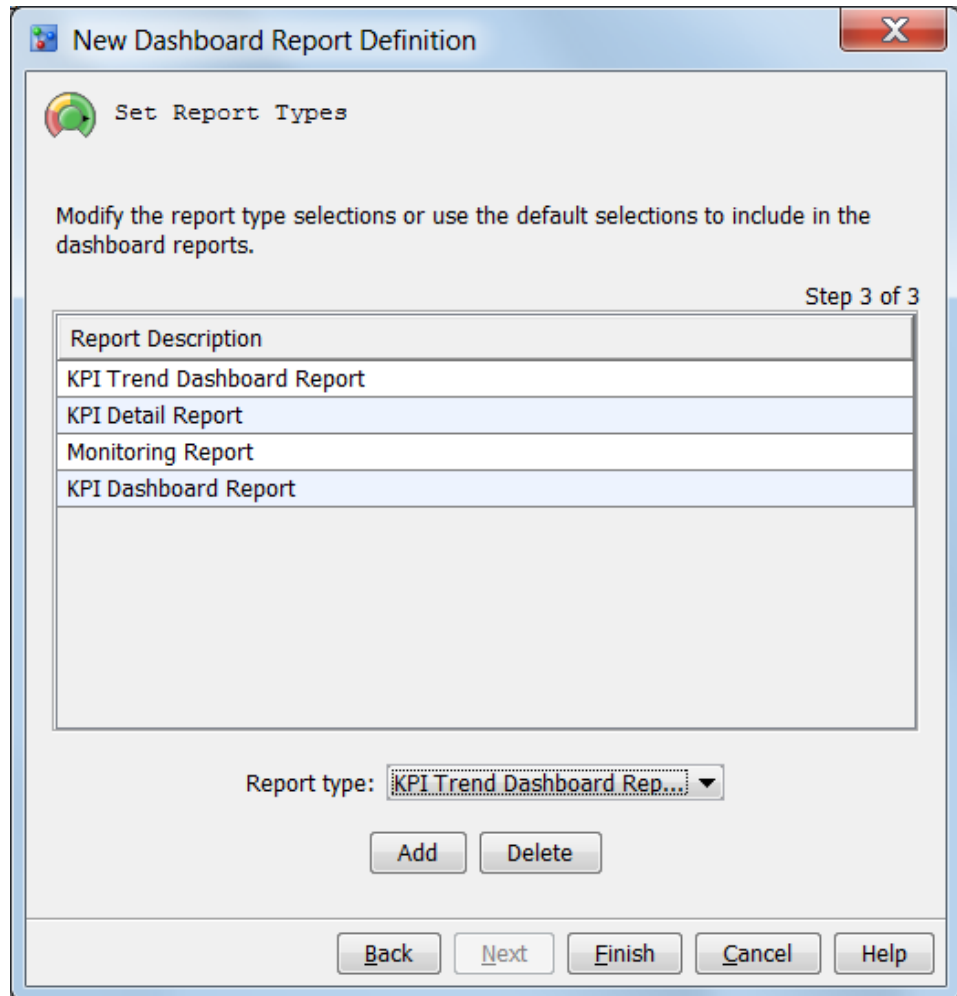 New Dashboard Report Definition
X
Set Report Types
Modify the report type selections or use the default selections to include in the
dashboard reports.
Step 3 of 3
Report Description
KPI Trend Dashboard Report
KPI Detail Report
Monitoring Report
KPI Dashboard Report
Report type: KPI Trend Dashboard Rep...
Add Delete
Back Next Finish Cancel Help